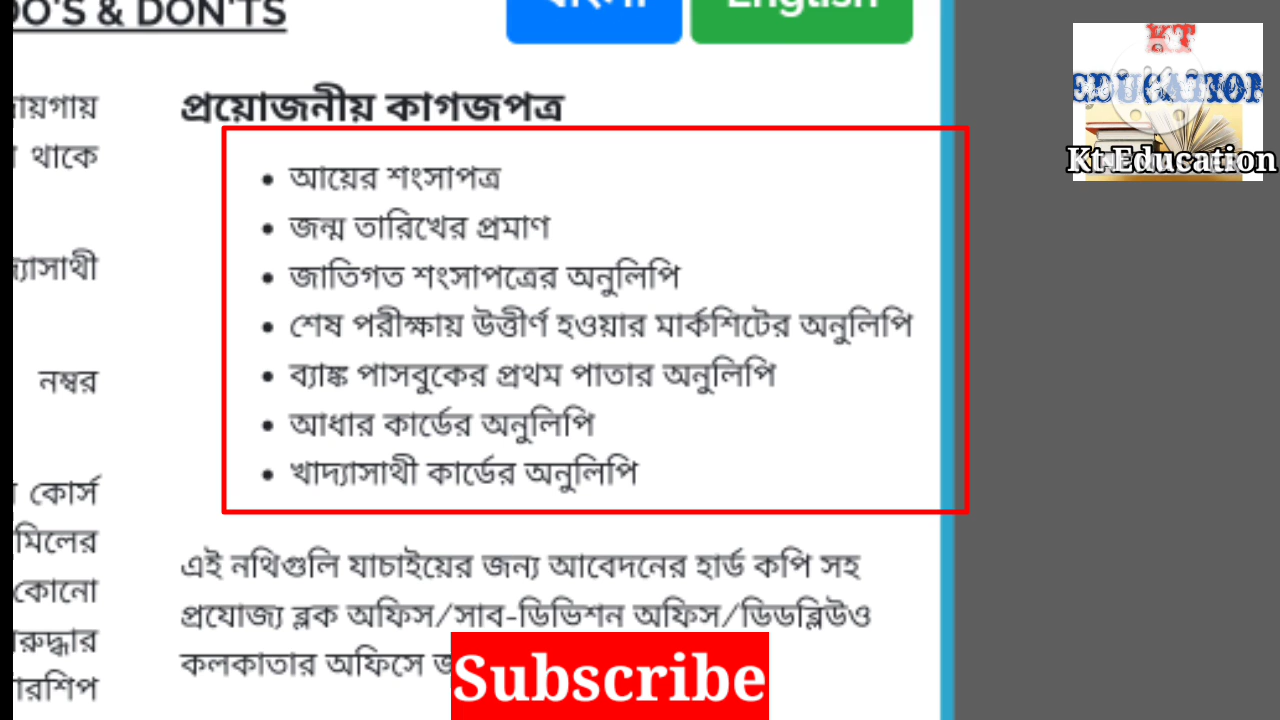 DO'S & DON'TS
বাংলা English
থাকে
নম্বর
কোর্স
কোনো
প্রয়োজনীয় কাগজপত্র
• আয়ের শংসাপত্র
• জন্ম তারিখের প্রমাণ
• জাতিগত শংসাপত্রের অনুলিপি
• শেষ পরীক্ষায় উত্তীর্ণ হওয়ার মার্কশিটের অনুলিপি
• ব্যাঙ্ক পাসবুকের প্রথম পাতার অনুলিপি
• আধার কার্ডের অনুলিপি
• খাদ্যাসাথী কার্ডের অনুলিপি
এই নথিগুলি যাচাইয়ের জন্য আবেদনের হার্ড কপি সহ
প্রযোজ্য ব্লক অফিস/সাব-ডিভিশন অফিস/ডিডব্লিউও
কলকাতার অফিসে
Subscribe
KT
EDUCATION
Kt Education